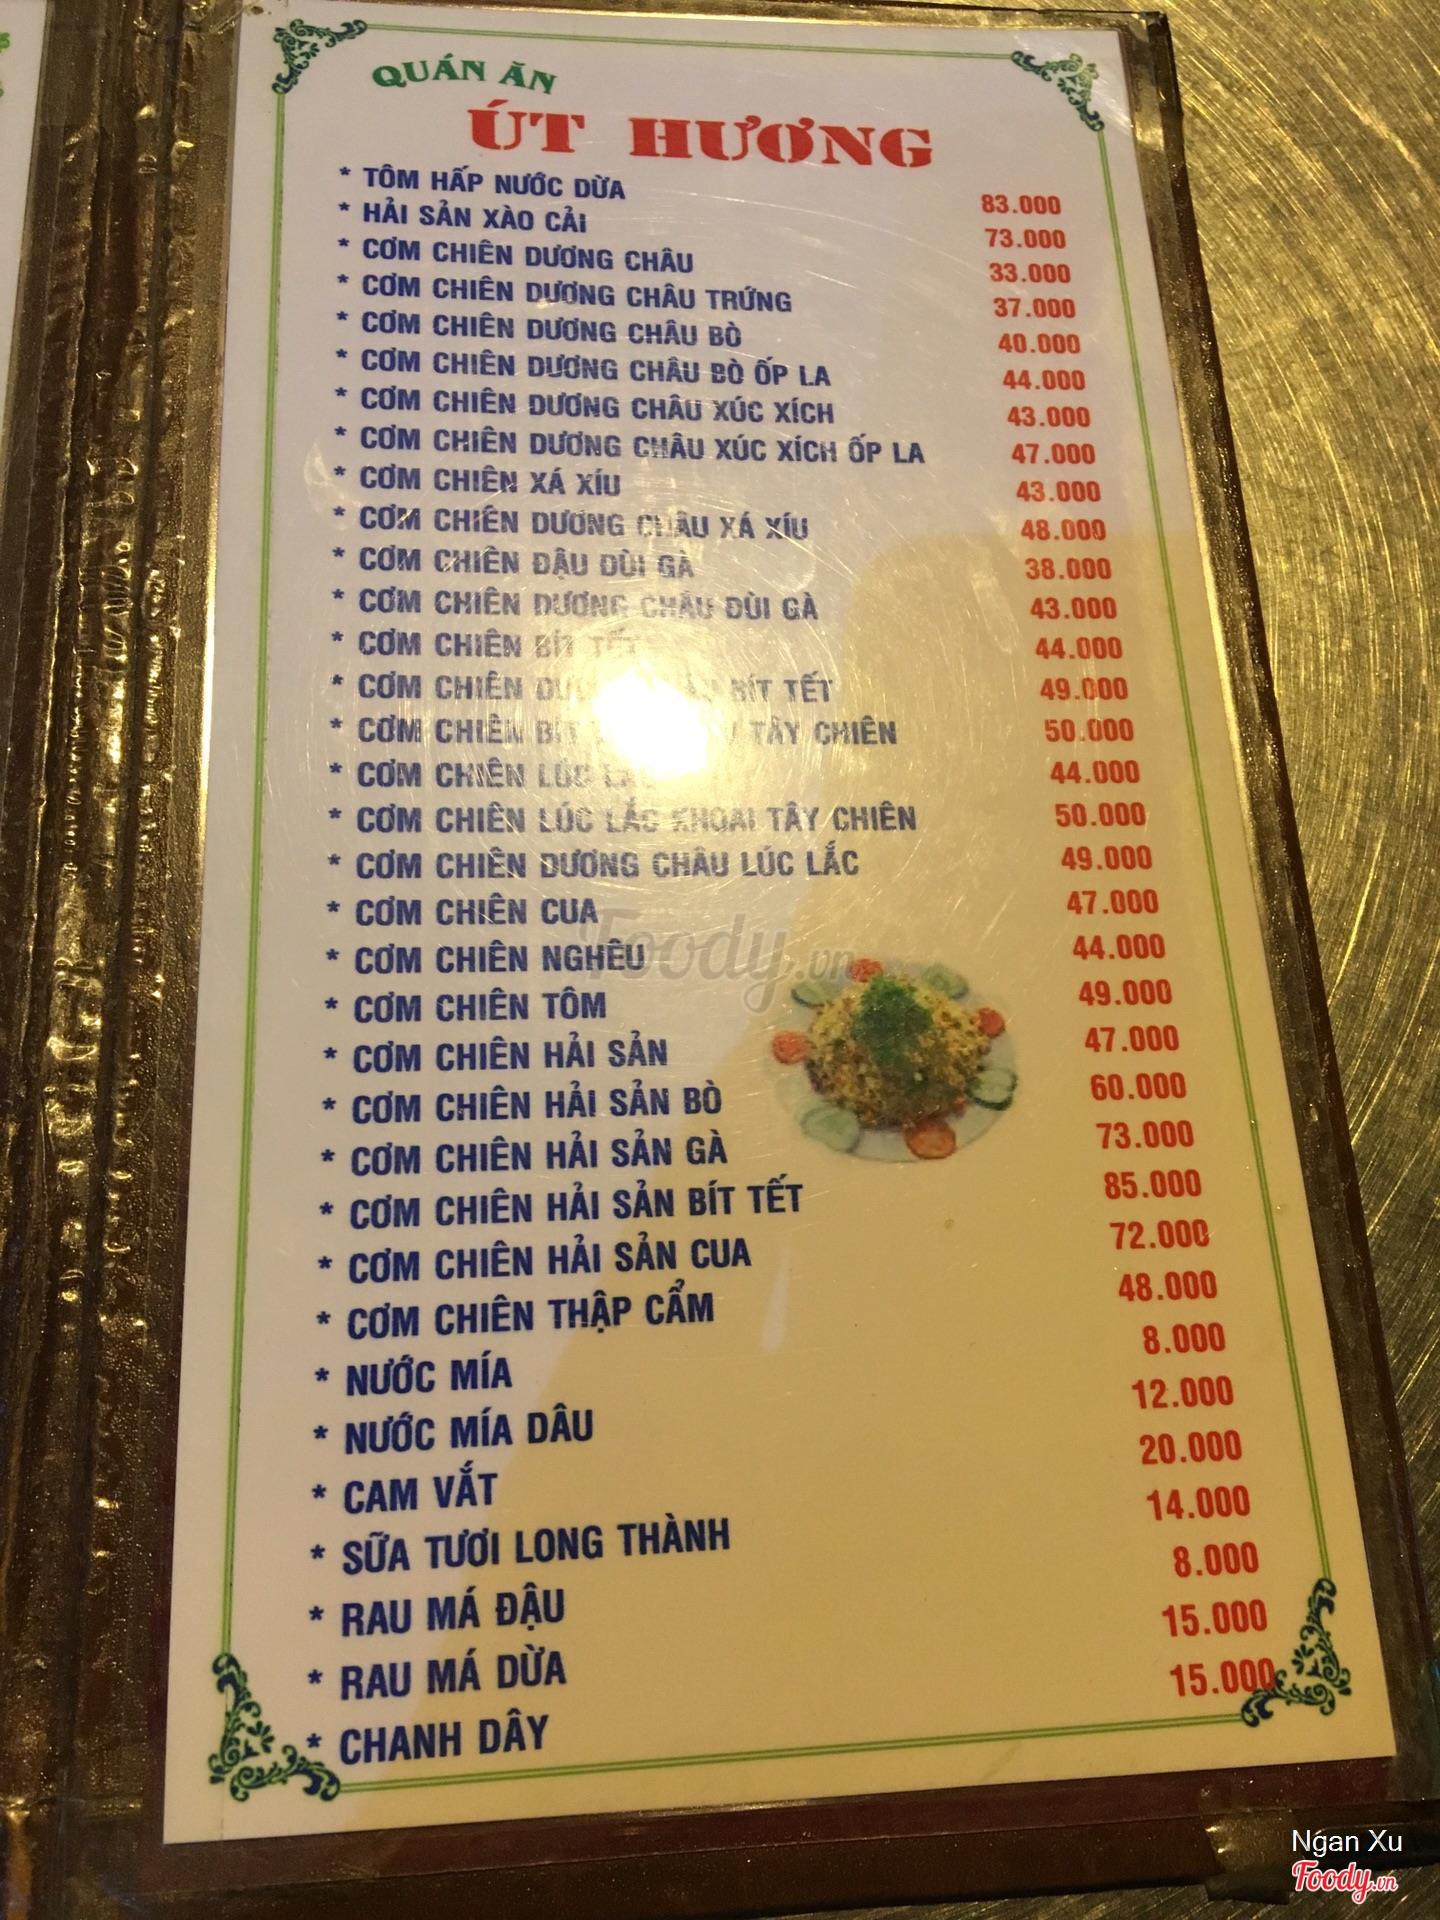 QUÁN ĂN
ÚT HƯƠNG
* TÔM HẤP NƯỚC DỪA 83.000
* HẢI SẢN XÀO CẢI 73.000
* CƠM CHIÊN DƯƠNG CHÂU 33.000
* CƠM CHIÊN DƯƠNG CHÂU TRỨNG 37.000
* CƠM CHIÊN DƯƠNG CHÂU BÒ 40.000
* CƠM CHIÊN DƯƠNG CHÂU BÒ ỐP LA 44.000
* CƠM CHIÊN DƯƠNG CHÂU XÚC XÍCH 43.000
* CƠM CHIÊN DƯƠNG CHÂU XÚC XÍCH ỐP LA 47.000
* CƠM CHIÊN XÁ XÍU 43.000
* CƠM CHIÊN DƯƠNG CHÂU XÁ XÍU 48.000
* CƠM CHIÊN ĐẬU ĐÙI GÀ 38.000
* CƠM CHIÊN DƯƠNG CHÂU ĐÙI GÀ 43.000
* CƠM CHIÊN BÍT TẾT 44.000
* CƠM CHIÊN BÍT TẾT 49.000
* CƠM CHIÊN BÍT TÂY CHIÊN 50.000
* CƠM CHIÊN LÚC LẮC 44.000
* CƠM CHIÊN LÚC LẮC KHOAI TÂY CHIÊN 50.000
* CƠM CHIÊN DƯƠNG CHÂU LÚC LẮC 49.000
* CƠM CHIÊN CUA 47.000
* CƠM CHIÊN NGHÊU 44.000
* CƠM CHIÊN TÔM 49.000
* CƠM CHIÊN HẢI SẢN 47.000
* CƠM CHIÊN HẢI SẢN BÒ 60.000
* CƠM CHIÊN HẢI SẢN GÀ 73.000
* CƠM CHIÊN HẢI SẢN BÍT TẾT 85.000
* CƠM CHIÊN HẢI SẢN CUA 72.000
* CƠM CHIÊN THẬP CẨM 48.000
* NƯỚC MÍA 8.000
* NƯỚC MÍA DÂU 12.000
* CAM VẮT 20.000
* SỮA TƯƠI LONG THÀNH 14.000
* RAU MÁ ĐẬU 8.000
* RAU MÁ DỪA 15.000
* CHANH DÂY 15.000
Foody.vn
Ngan Xu
Foody.vn